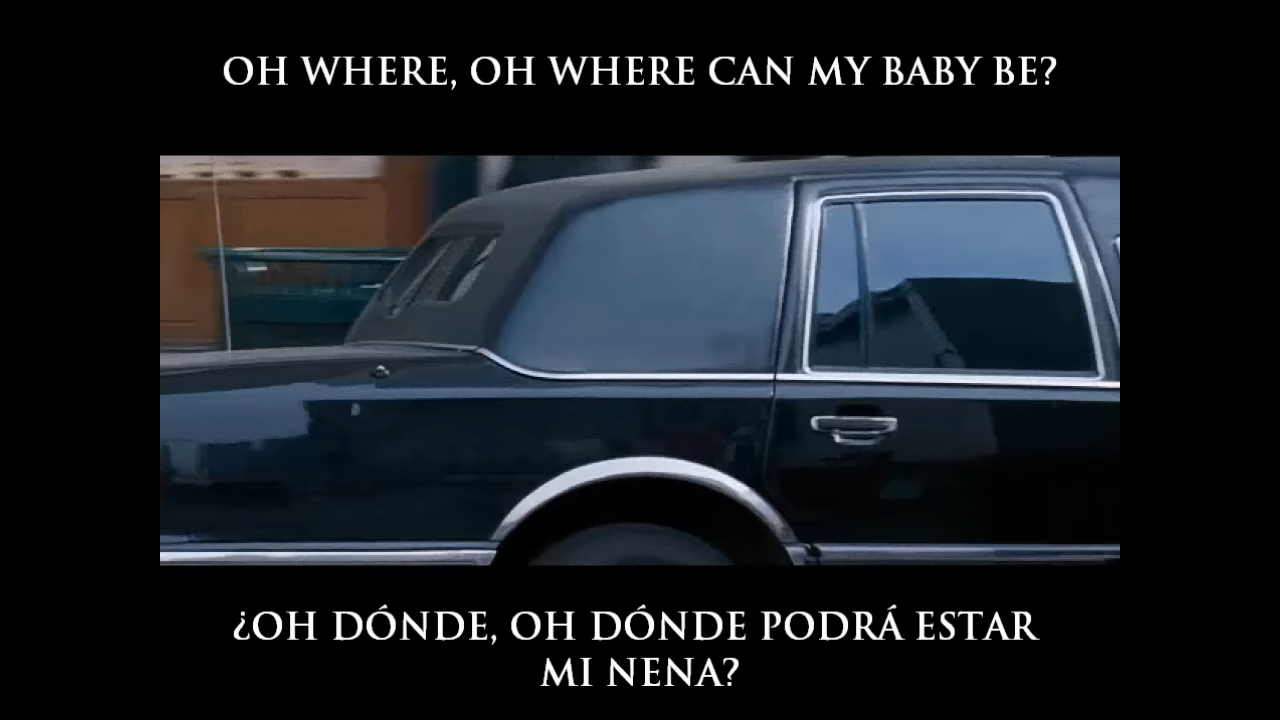 OH WHERE, OH WHERE CAN MY BABY BE?
¿OH DÓNDE, OH DÓNDE PODRÁ ESTAR
MI NENA?